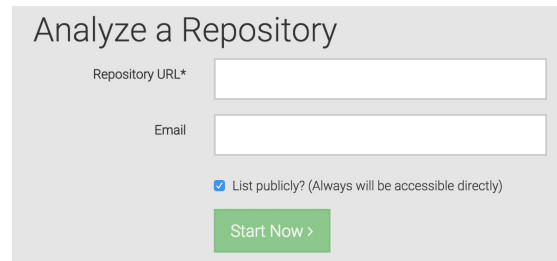 Analyze a Repository
Repository URL*
Email
List publicly? (Always will be accessible directly)
Start Now >